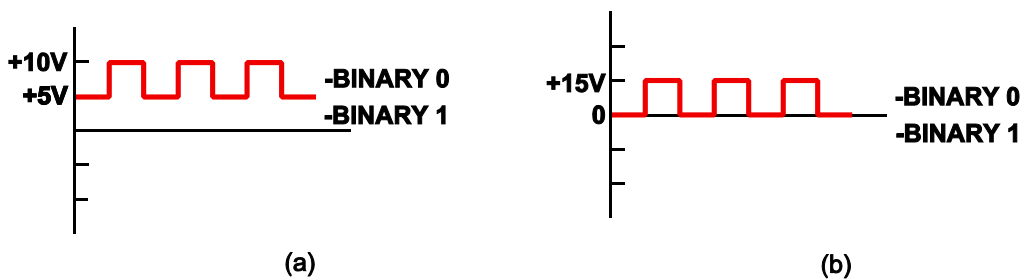 +10V
+5V
-BINARY 0
-BINARY 1
(a)
+15V
0
-BINARY 0
-BINARY 1
(b)